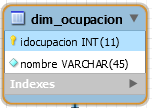 dim_ocupacion
idocupacion INT(11)
nombre VARCHAR(45)
Indexes